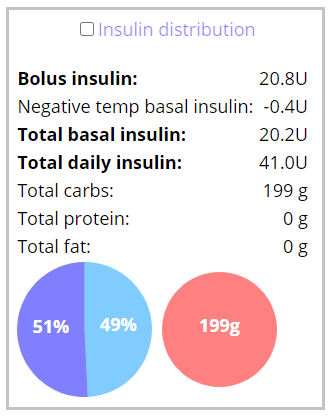 Insulin distribution
Bolus insulin: 20.8U
Negative temp basal insulin: -0.4U
Total basal insulin: 20.2U
Total daily insulin: 41.0U
Total carbs: 199 g
Total protein: 0 g
Total fat: 0 g
51% 49% 199g